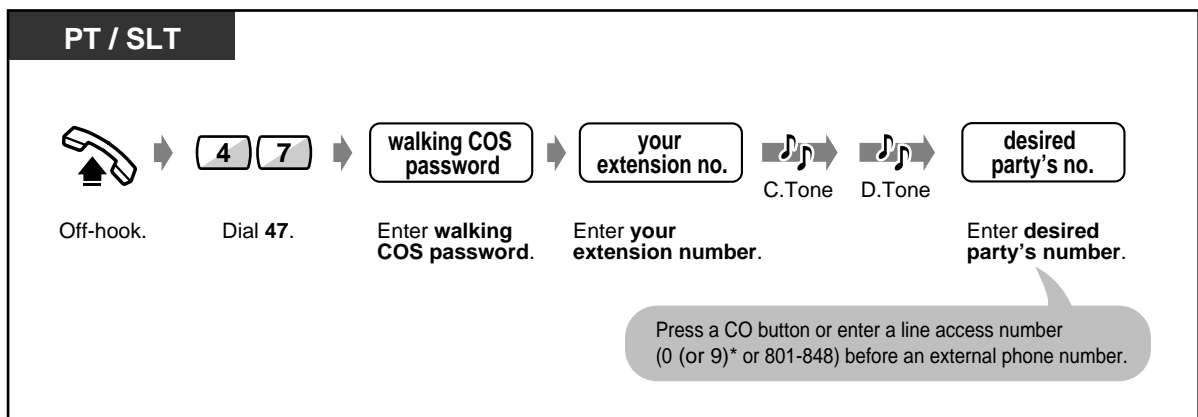 PT / SLT
4 7
walking COS
password
your
extension no.
C.Tone
D.Tone
desired
party's no.
Off-hook.
Dial 47.
Enter walking
COS password.
Enter your
extension number.
Enter desired
party's number.
Press a CO button or enter a line access number
(0 (or 9)* or 801-848) before an external phone number.